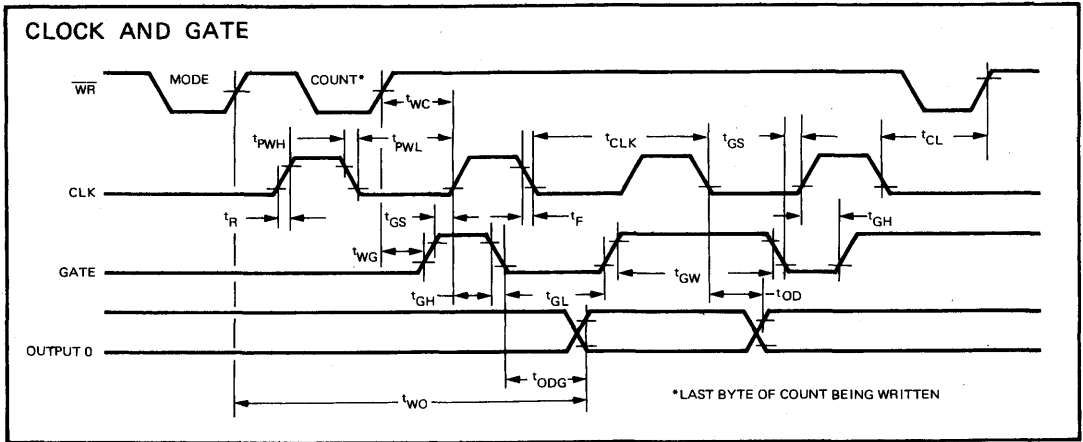 CLOCK AND GATE
WR
MODE
COUNT*
tWC
tPWH
tPWL
tCLK
tGS
tCL
CLK
tR
tGS
tF
tGH
tWG
GATE
tGH
tGL
tGW
tOD
OUTPUT 0
tODG
tWO
*LAST BYTE OF COUNT BEING WRITTEN